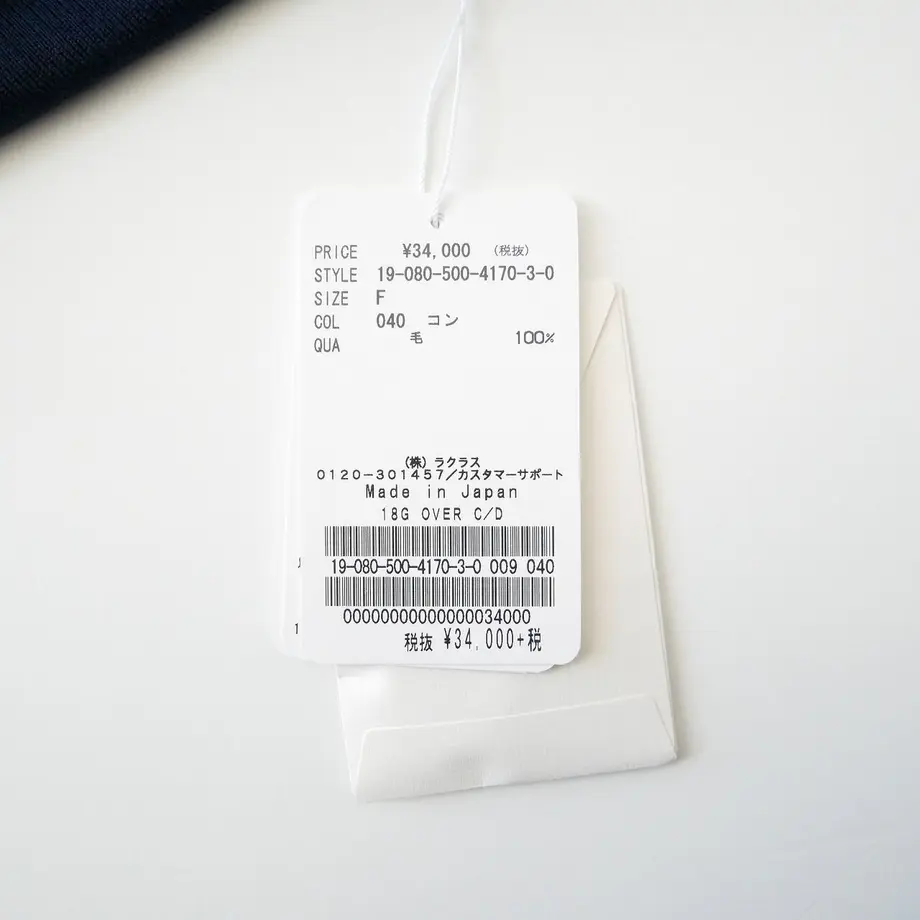 PRICE ¥34,000 (税抜)
STYLE 19-080-500-4170-3-0
SIZE F
COL 040 コン
QUA 毛 100%
(株) ラクラス
0120-301457/カスタマーサポート
Made in Japan
18G OVER C/D
19-080-500-4170-3-0 009 040
00000000000000034000
税抜 ¥34,000+税